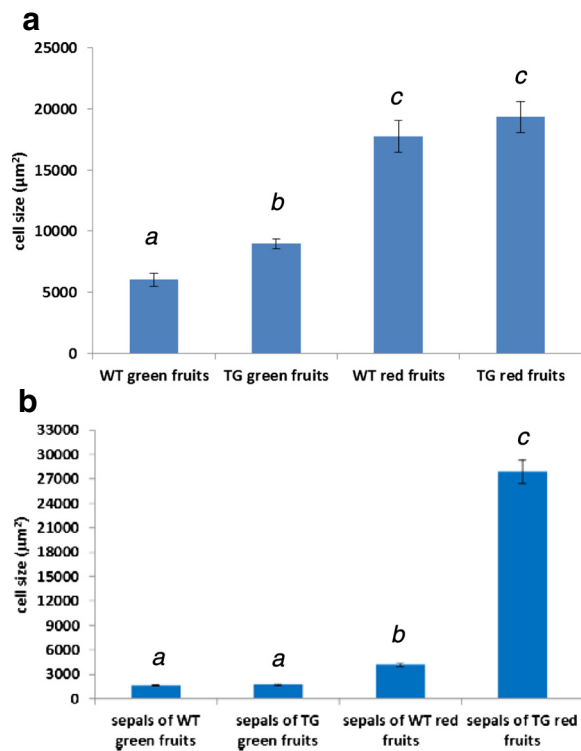 a
25000
20000
15000
10000
5000
0
cell size (µm²)
a
b
c
c
WT green fruits
TG green fruits
WT red fruits
TG red fruits
b
33000
30000
27000
24000
21000
18000
15000
12000
9000
6000
3000
0
cell size (µm²)
a
a
b
c
sepals of WT
green fruits
sepals of TG
green fruits
sepals of WT red
fruits
sepals of TG red
fruits